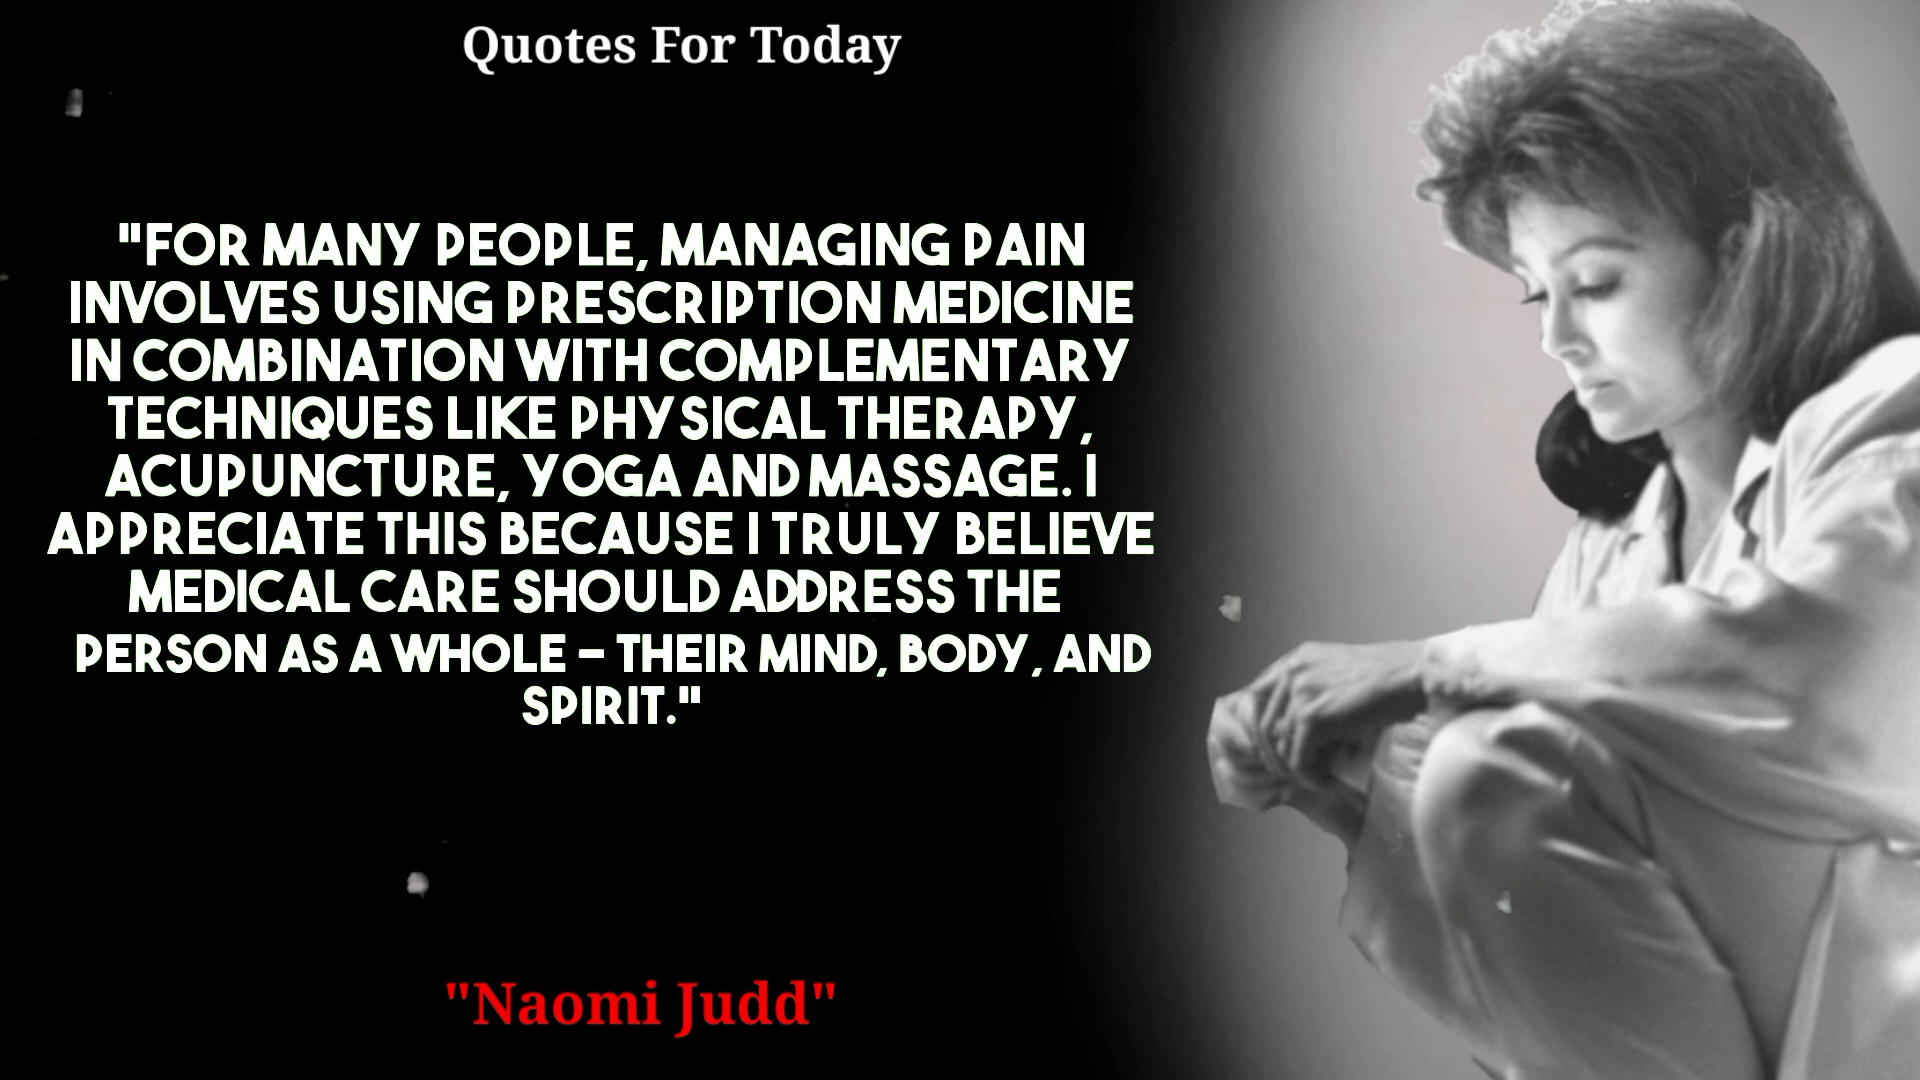 Quotes For Today
"FOR MANY PEOPLE, MANAGING PAIN
INVOLVES USING PRESCRIPTION MEDICINE
IN COMBINATION WITH COMPLEMENTARY
TECHNIQUES LIKE PHYSICAL THERAPY,
ACUPUNCTURE, YOGA AND MASSAGE. I
APPRECIATE THIS BECAUSE I TRULY BELIEVE
MEDICAL CARE SHOULD ADDRESS THE
PERSON AS A WHOLE – THEIR MIND, BODY, AND
SPIRIT."
"Naomi Judd"